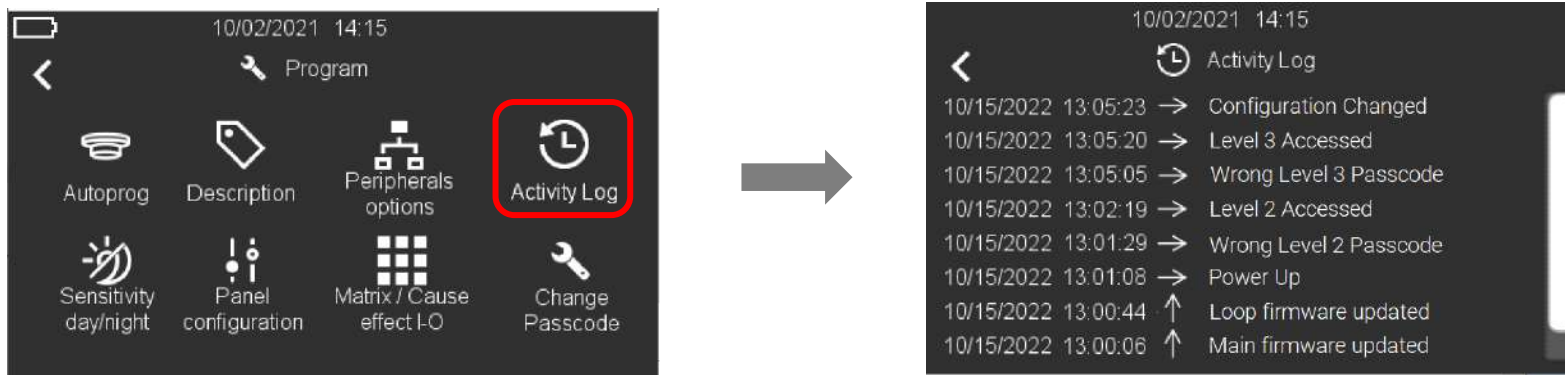 10/02/2021 14:15
Program
Autoprog
Description
Peripherals
options
Activity Log
Sensitivity
day/night
Panel
configuration
Matrix / Cause
effect I-O
Change
Passcode
10/02/2021 14:15
Activity Log
10/15/2022 13:05:23 → Configuration Changed
10/15/2022 13:05:20 → Level 3 Accessed
10/15/2022 13:05:05 → Wrong Level 3 Passcode
10/15/2022 13:02:19 → Level 2 Accessed
10/15/2022 13:01:29 → Wrong Level 2 Passcode
10/15/2022 13:01:08 → Power Up
10/15/2022 13:00:44 ↑ Loop firmware updated
10/15/2022 13:00:06 ↑ Main firmware updated